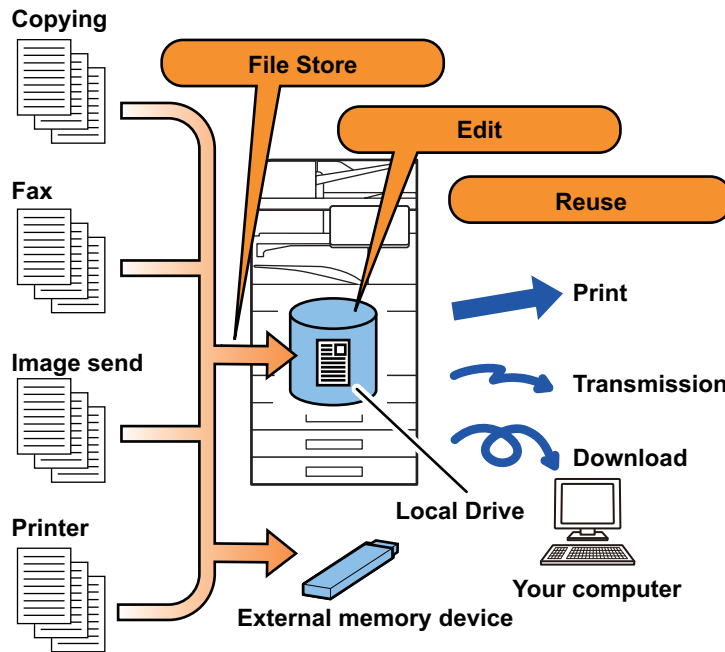 Copying
File Store
Edit
Fax
Reuse
Print
Image send
Transmission
Download
Local Drive
Printer
Your computer
External memory device